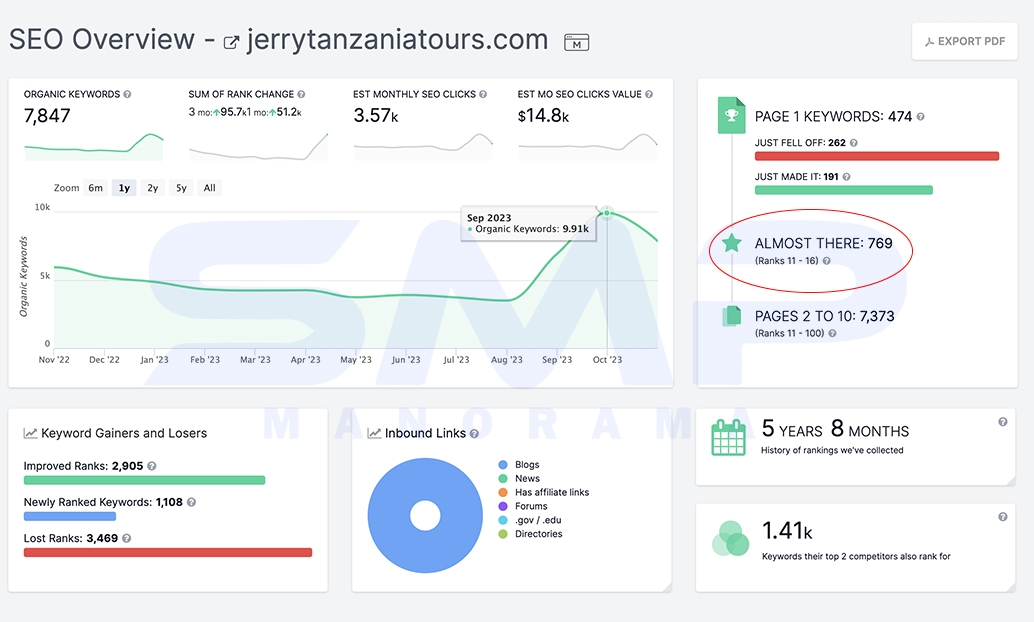 SEO Overview - jerrytanzaniatours.com
M
EXPORT PDF
ORGANIC KEYWORDS ?
7,847
SUM OF RANK CHANGE ?
3 mo: 95.7k1 mo: 51.2k
EST MONTHLY SEO CLICKS ?
3.57k
EST MO SEO CLICKS VALUE ?
$14.8k
Zoom 6m 1y 2y 5y All
10k
5k
0
Organic Keywords
Sep 2023
Organic Keywords: 9.91k
Nov '22 Dec '22 Jan '23 Feb '23 Mar '23 Apr '23 May '23 Jun '23 Jul '23 Aug '23 Sep '23 Oct '23
PAGE 1 KEYWORDS: 474 ?
JUST FELL OFF: 262 ?
JUST MADE IT: 191 ?
ALMOST THERE: 769
(Ranks 11 - 16) ?
PAGES 2 TO 10: 7,373
(Ranks 11 - 100) ?
SMP
MANORAMA
Keyword Gainers and Losers
Improved Ranks: 2,905 ?
Newly Ranked Keywords: 1,108 ?
Lost Ranks: 3,469 ?
Inbound Links ?
Blogs
News
Has affiliate links
Forums
.gov / .edu
Directories
5 YEARS 8 MONTHS ?
History of rankings we've collected
1.41k ?
Keywords their top 2 competitors also rank for